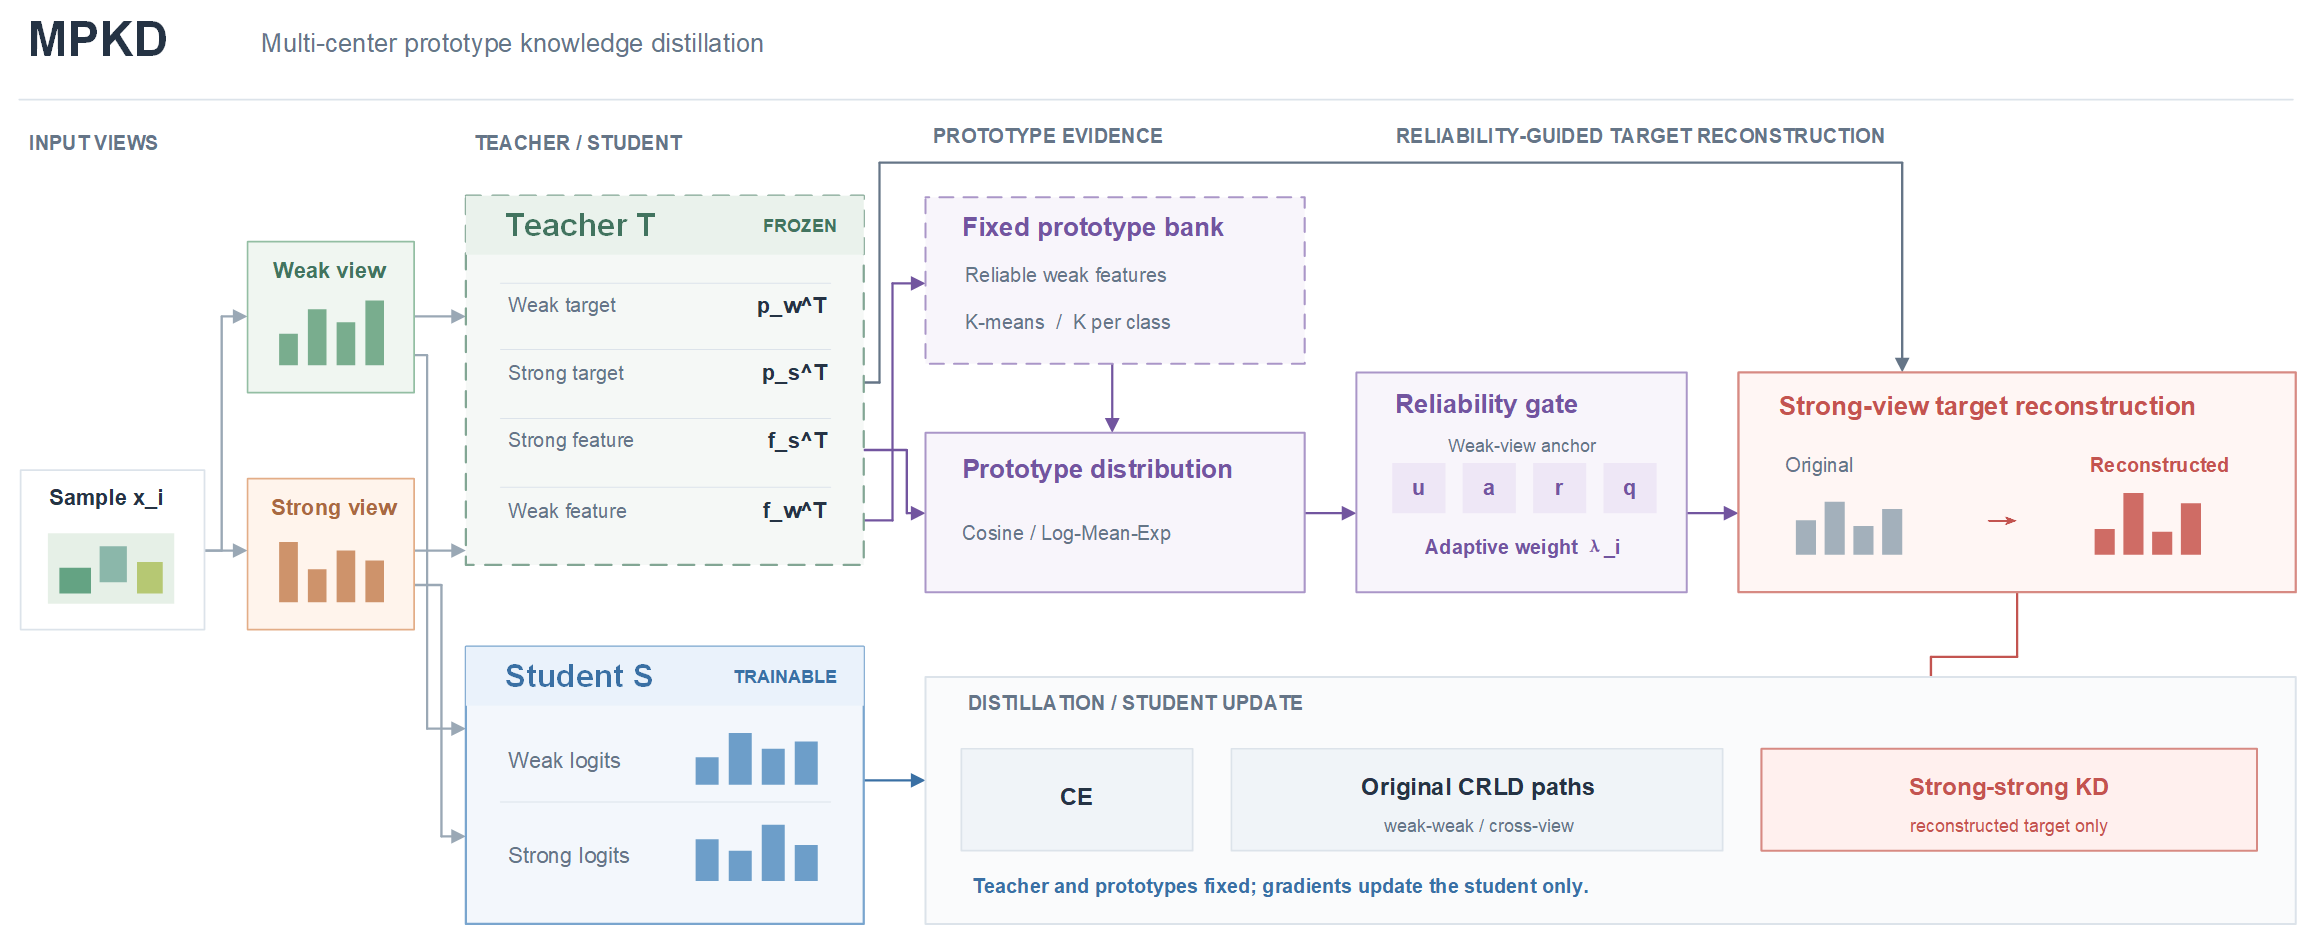 MPKD
Multi-center prototype knowledge distillation
INPUT VIEWS
TEACHER / STUDENT
PROTOTYPE EVIDENCE
RELIABILITY-GUIDED TARGET RECONSTRUCTION
Sample x_i
Weak view
Strong view
Teacher T
FROZEN
Weak target
p_w^T
Strong target
p_s^T
Strong feature
f_s^T
Weak feature
f_w^T
Student S
TRAINABLE
Weak logits
Strong logits
Fixed prototype bank
Reliable weak features
K-means / K per class
Prototype distribution
Cosine / Log-Mean-Exp
Reliability gate
Weak-view anchor
u a r q
Adaptive weight λ_i
Strong-view target reconstruction
Original
Reconstructed
DISTILLATION / STUDENT UPDATE
CE
Original CRLD paths
weak-weak / cross-view
Strong-strong KD
reconstructed target only
Teacher and prototypes fixed; gradients update the student only.